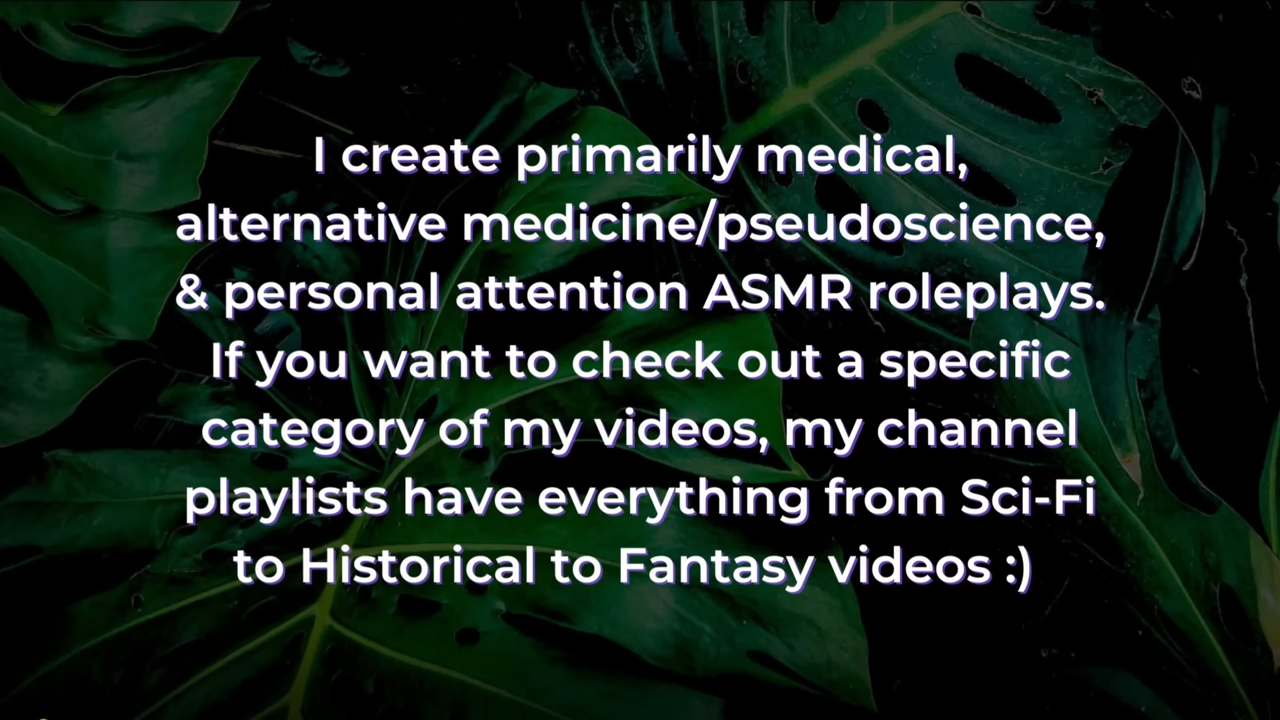 I create primarily medical,
alternative medicine/pseudoscience,
& personal attention ASMR roleplays.
If you want to check out a specific
category of my videos, my channel
playlists have everything from Sci-Fi
to Historical to Fantasy videos :)